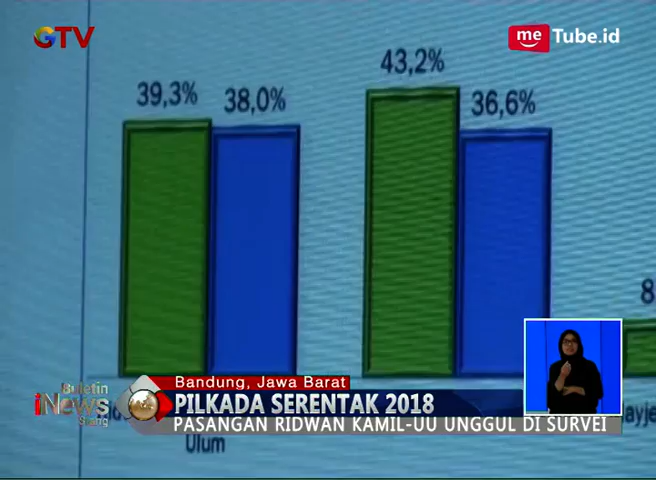 GTV
me Tube.id
43,2%
39,3%
38,0%
36,6%
8
Bandung, Jawa Barat
Buletin
iNews
Siang
PILKADA SERENTAK 2018
PASANGAN RIDWAN KAMIL-UU UNGGUL DI SURVEI
Ulum